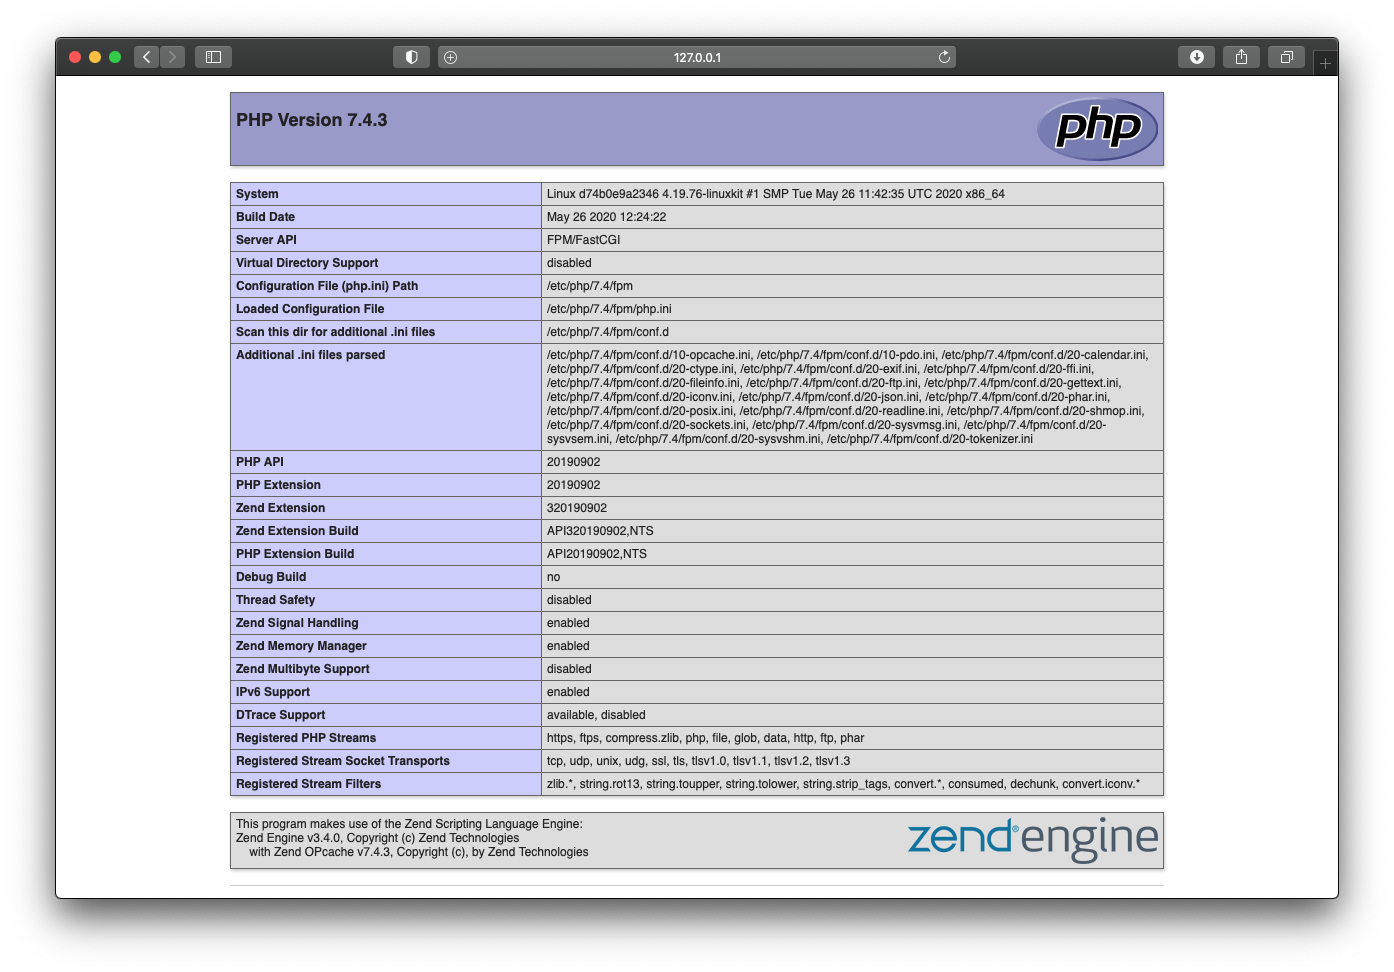 127.0.0.1
PHP Version 7.4.3
php
System Linux d74b0e9a2346 4.19.76-linuxkit #1 SMP Tue May 26 11:42:35 UTC 2020 x86_64
Build Date May 26 2020 12:24:22
Server API FPM/FastCGI
Virtual Directory Support disabled
Configuration File (php.ini) Path /etc/php/7.4/fpm
Loaded Configuration File /etc/php/7.4/fpm/php.ini
Scan this dir for additional .ini files /etc/php/7.4/fpm/conf.d
Additional .ini files parsed /etc/php/7.4/fpm/conf.d/10-opcache.ini, /etc/php/7.4/fpm/conf.d/10-pdo.ini, /etc/php/7.4/fpm/conf.d/20-calendar.ini,
/etc/php/7.4/fpm/conf.d/20-ctype.ini, /etc/php/7.4/fpm/conf.d/20-exif.ini, /etc/php/7.4/fpm/conf.d/20-ffi.ini,
/etc/php/7.4/fpm/conf.d/20-fileinfo.ini, /etc/php/7.4/fpm/conf.d/20-ftp.ini, /etc/php/7.4/fpm/conf.d/20-gettext.ini,
/etc/php/7.4/fpm/conf.d/20-iconv.ini, /etc/php/7.4/fpm/conf.d/20-json.ini, /etc/php/7.4/fpm/conf.d/20-phar.ini,
/etc/php/7.4/fpm/conf.d/20-posix.ini, /etc/php/7.4/fpm/conf.d/20-readline.ini, /etc/php/7.4/fpm/conf.d/20-shmop.ini,
/etc/php/7.4/fpm/conf.d/20-sockets.ini, /etc/php/7.4/fpm/conf.d/20-sysvmsg.ini, /etc/php/7.4/fpm/conf.d/20-
sysvsem.ini, /etc/php/7.4/fpm/conf.d/20-sysvshm.ini, /etc/php/7.4/fpm/conf.d/20-tokenizer.ini
PHP API 20190902
PHP Extension 20190902
Zend Extension 320190902
Zend Extension Build API320190902,NTS
PHP Extension Build API20190902,NTS
Debug Build no
Thread Safety disabled
Zend Signal Handling enabled
Zend Memory Manager enabled
Zend Multibyte Support disabled
IPv6 Support enabled
DTrace Support available, disabled
Registered PHP Streams https, ftps, compress.zlib, php, file, glob, data, http, ftp, phar
Registered Stream Socket Transports tcp, udp, unix, udg, ssl, tls, tlsv1.0, tlsv1.1, tlsv1.2, tlsv1.3
Registered Stream Filters zlib.*, string.rot13, string.toupper, string.tolower, string.strip_tags, convert.*, consumed, dechunk, convert.iconv.*
This program makes use of the Zend Scripting Language Engine:
Zend Engine v3.4.0, Copyright (c) Zend Technologies
with Zend OPcache v7.4.3, Copyright (c), by Zend Technologies
zend® engine